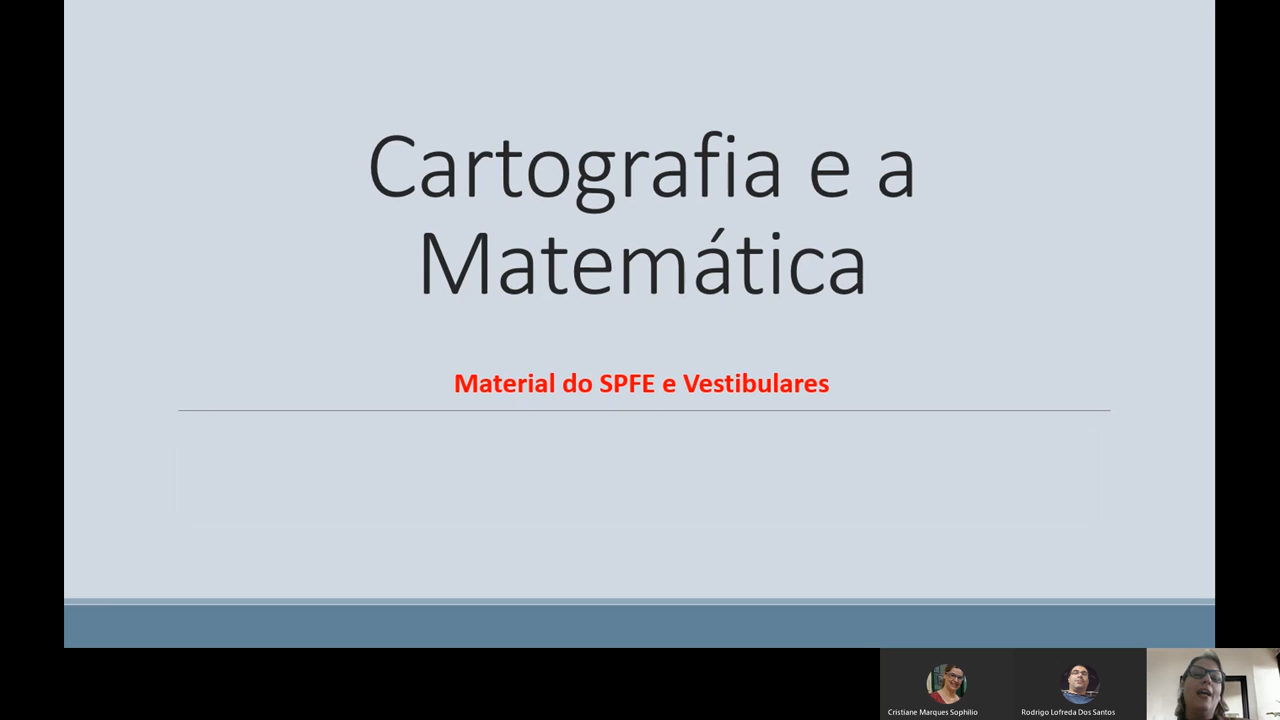 Cartografia e a
Matemática
Material do SPFE e Vestibulares
Cristiane Marques Sophilio
Rodrigo Lofreda Dos Santos